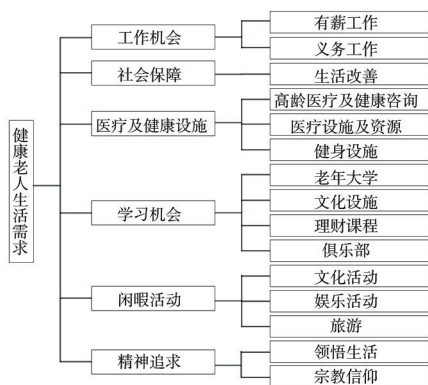 健康老人生活需求
工作机会
有薪工作
义务工作
社会保障
生活改善
医疗及健康设施
高龄医疗及健康咨询
医疗设施及资源
健身设施
学习机会
老年大学
文化设施
理财课程
俱乐部
闲暇活动
文化活动
娱乐活动
旅游
精神追求
领悟生活
宗教信仰